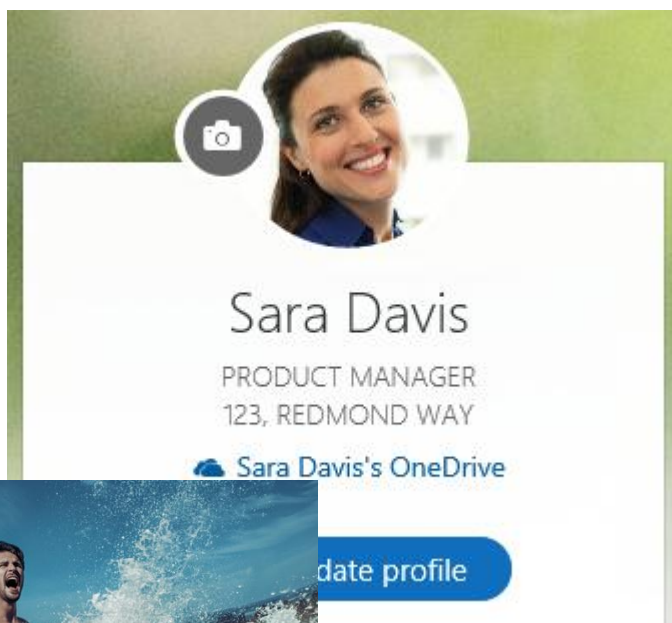 Sara Davis
PRODUCT MANAGER
123, REDMOND WAY
Sara Davis's OneDrive
date profile